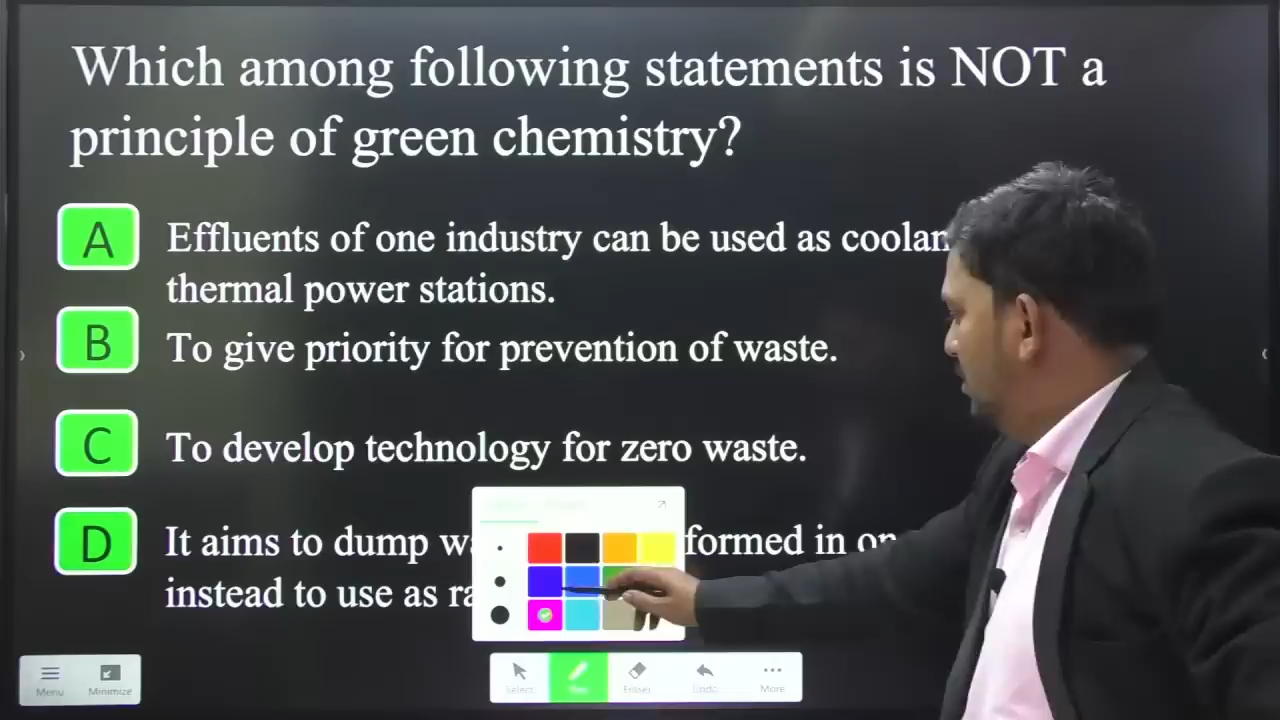 Which among following statements is NOT a
principle of green chemistry?
A
Effluents of one industry can be used as
thermal power stations.
B
To give priority for prevention of waste.
C
To develop technology for zero waste.
D
It aims to dump formed in
instead to use as
Menu
Minimize
Select
Pen
Eraser
Undo
More